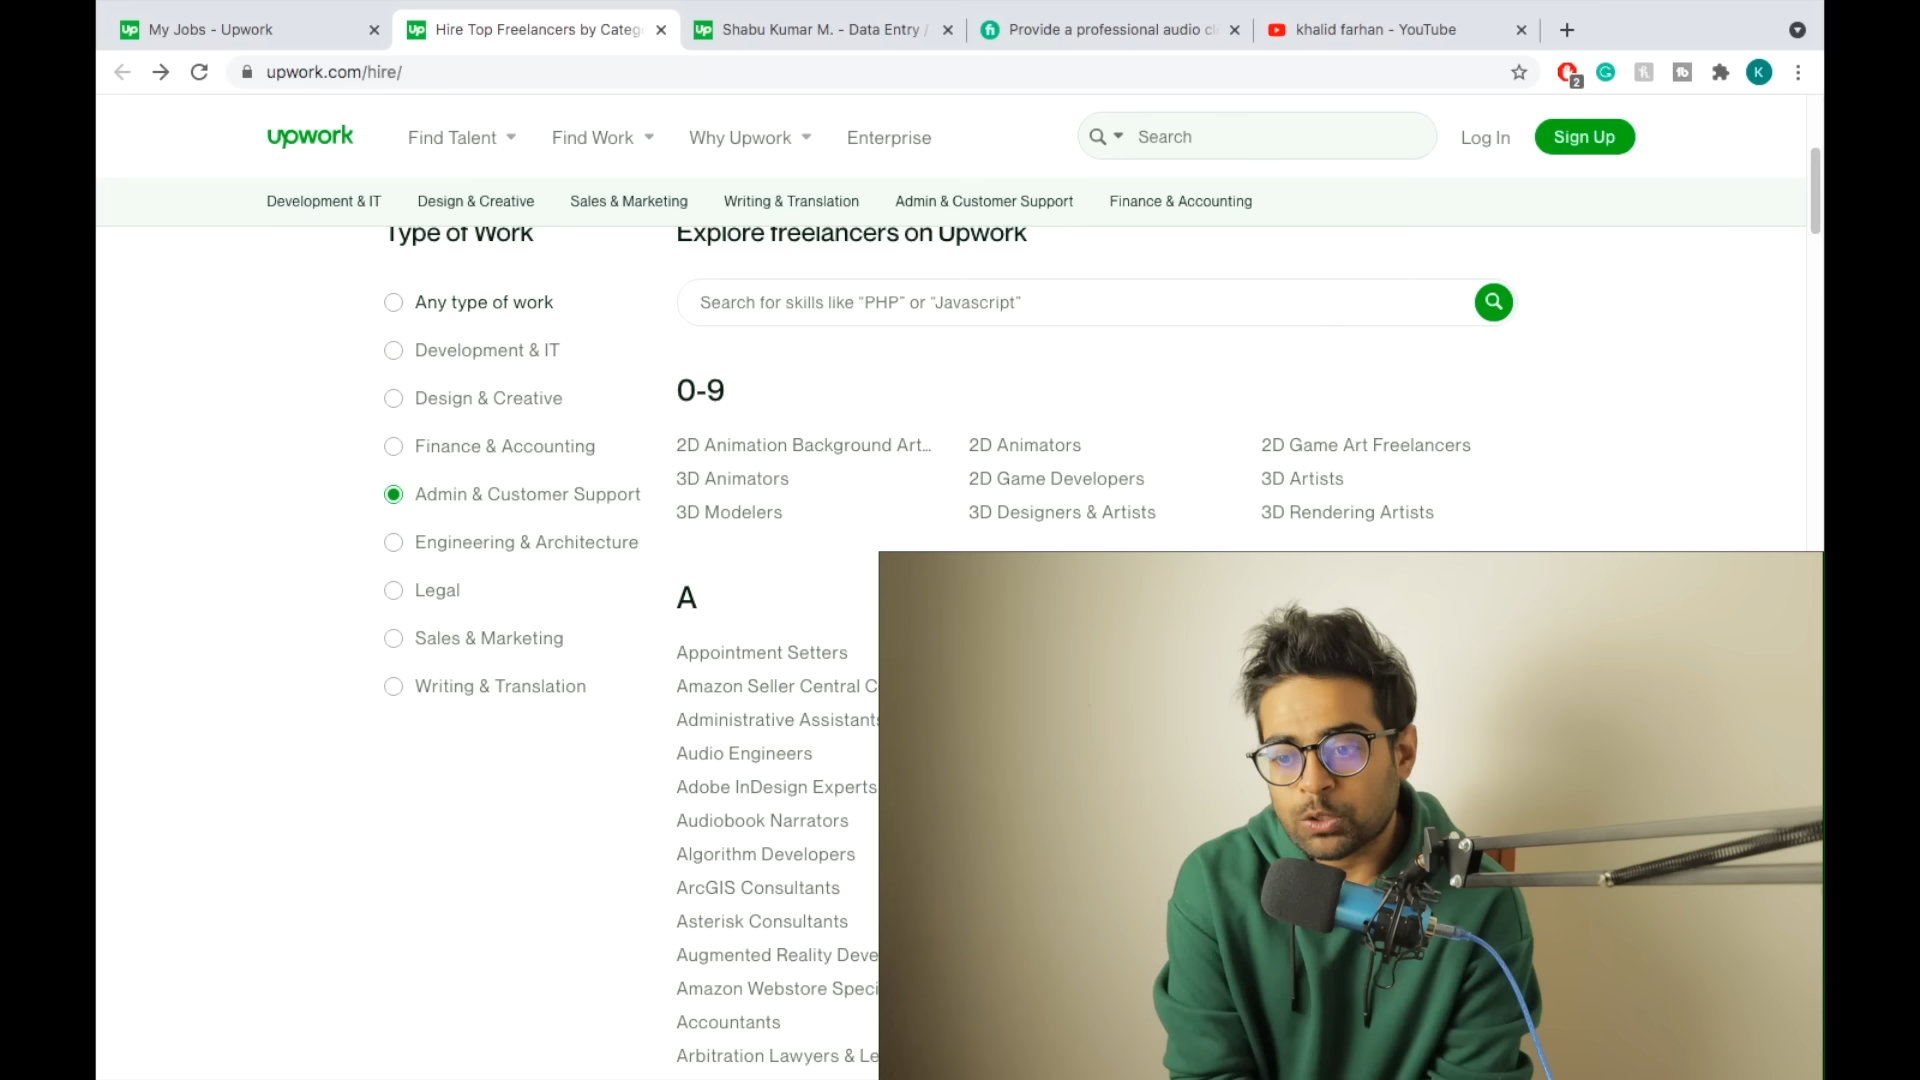 My Jobs - Upwork
Hire Top Freelancers by Categ
Shabu Kumar M. - Data Entry /
Provide a professional audio cl
khalid farhan - YouTube
upwork.com/hire/
2
K
upwork
Find Talent
Find Work
Why Upwork
Enterprise
Search
Log In
Sign Up
Development & IT
Design & Creative
Sales & Marketing
Writing & Translation
Admin & Customer Support
Finance & Accounting
Type of Work
Explore freelancers on Upwork
Any type of work
Development & IT
Design & Creative
Finance & Accounting
Admin & Customer Support
Engineering & Architecture
Legal
Sales & Marketing
Writing & Translation
Search for skills like “PHP” or “Javascript”
0-9
2D Animation Background Art...
2D Animators
2D Game Art Freelancers
3D Animators
2D Game Developers
3D Artists
3D Modelers
3D Designers & Artists
3D Rendering Artists
A
Appointment Setters
Amazon Seller Central C
Administrative Assistants
Audio Engineers
Adobe InDesign Experts
Audiobook Narrators
Algorithm Developers
ArcGIS Consultants
Asterisk Consultants
Augmented Reality Deve
Amazon Webstore Speci
Accountants
Arbitration Lawyers & Le